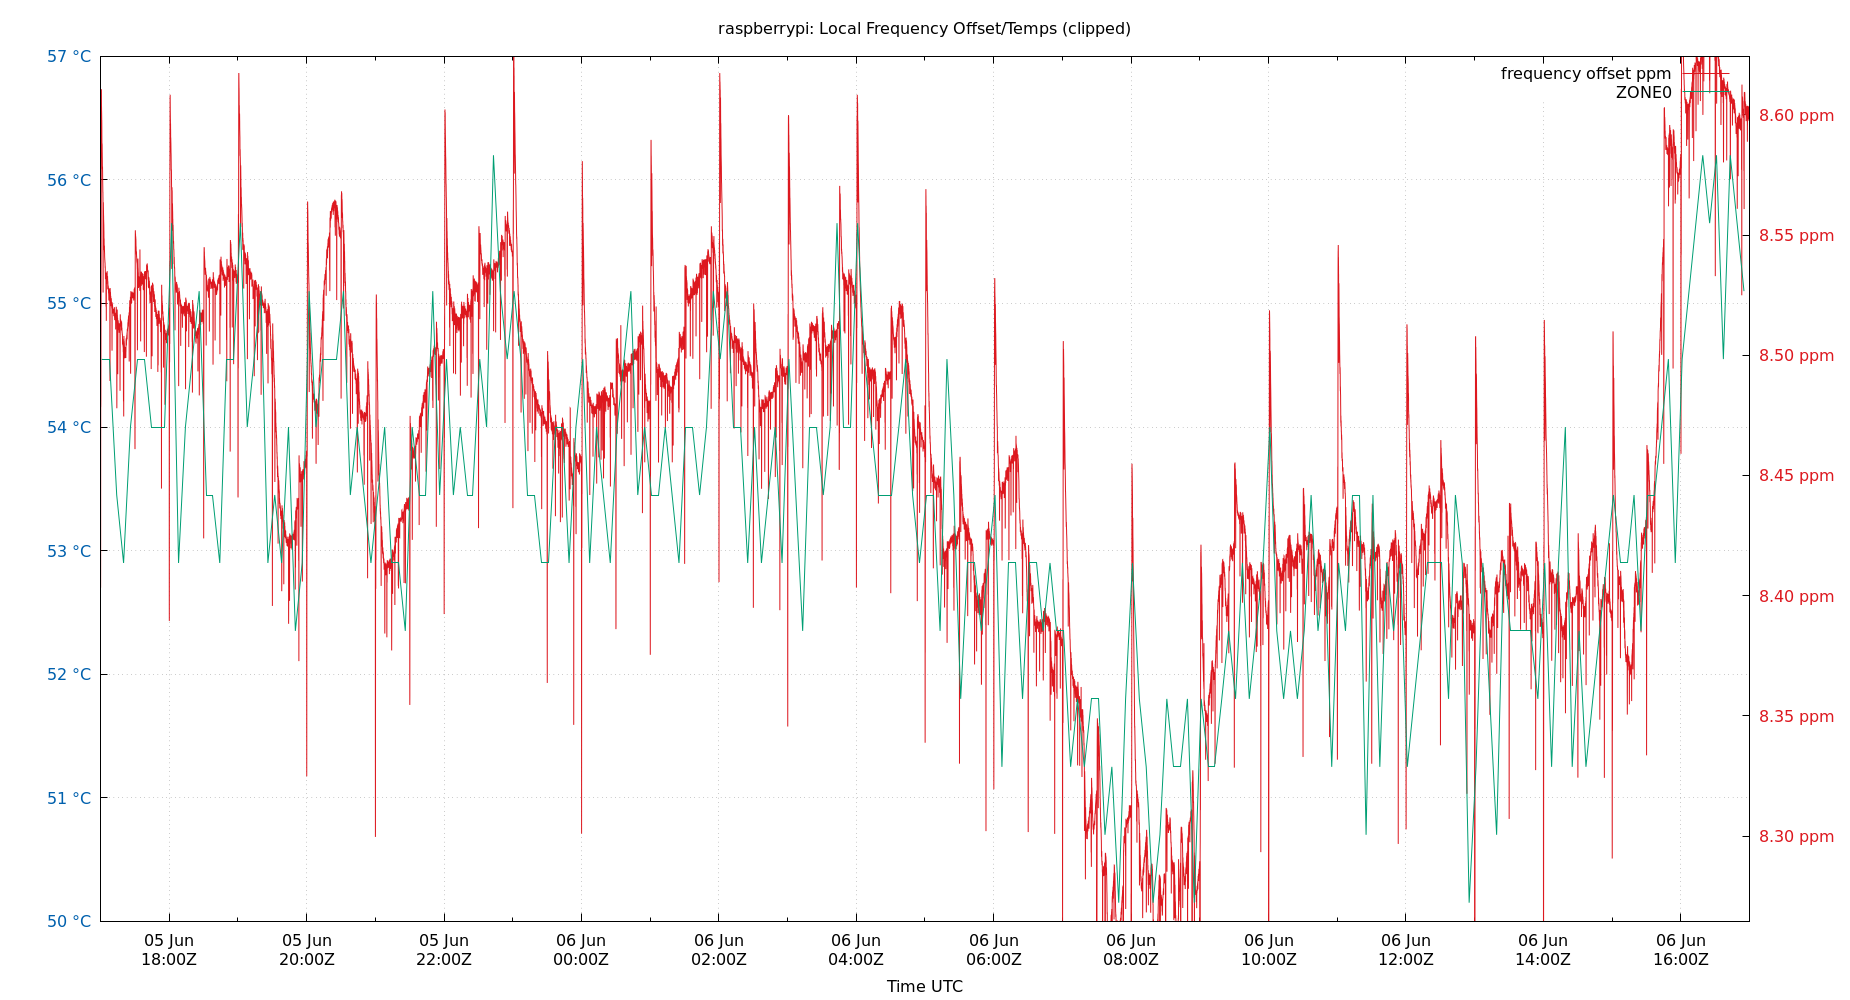 raspberrypi: Local Frequency Offset/Temps (clipped)
57 °C
56 °C
55 °C
54 °C
53 °C
52 °C
51 °C
50 °C
frequency offset ppm
ZONE0
8.60 ppm
8.55 ppm
8.50 ppm
8.45 ppm
8.40 ppm
8.35 ppm
8.30 ppm
05 Jun 05 Jun 05 Jun 06 Jun 06 Jun 06 Jun 06 Jun 06 Jun 06 Jun 06 Jun 06 Jun 06 Jun
18:00Z 20:00Z 22:00Z 00:00Z 02:00Z 04:00Z 06:00Z 08:00Z 10:00Z 12:00Z 14:00Z 16:00Z
Time UTC